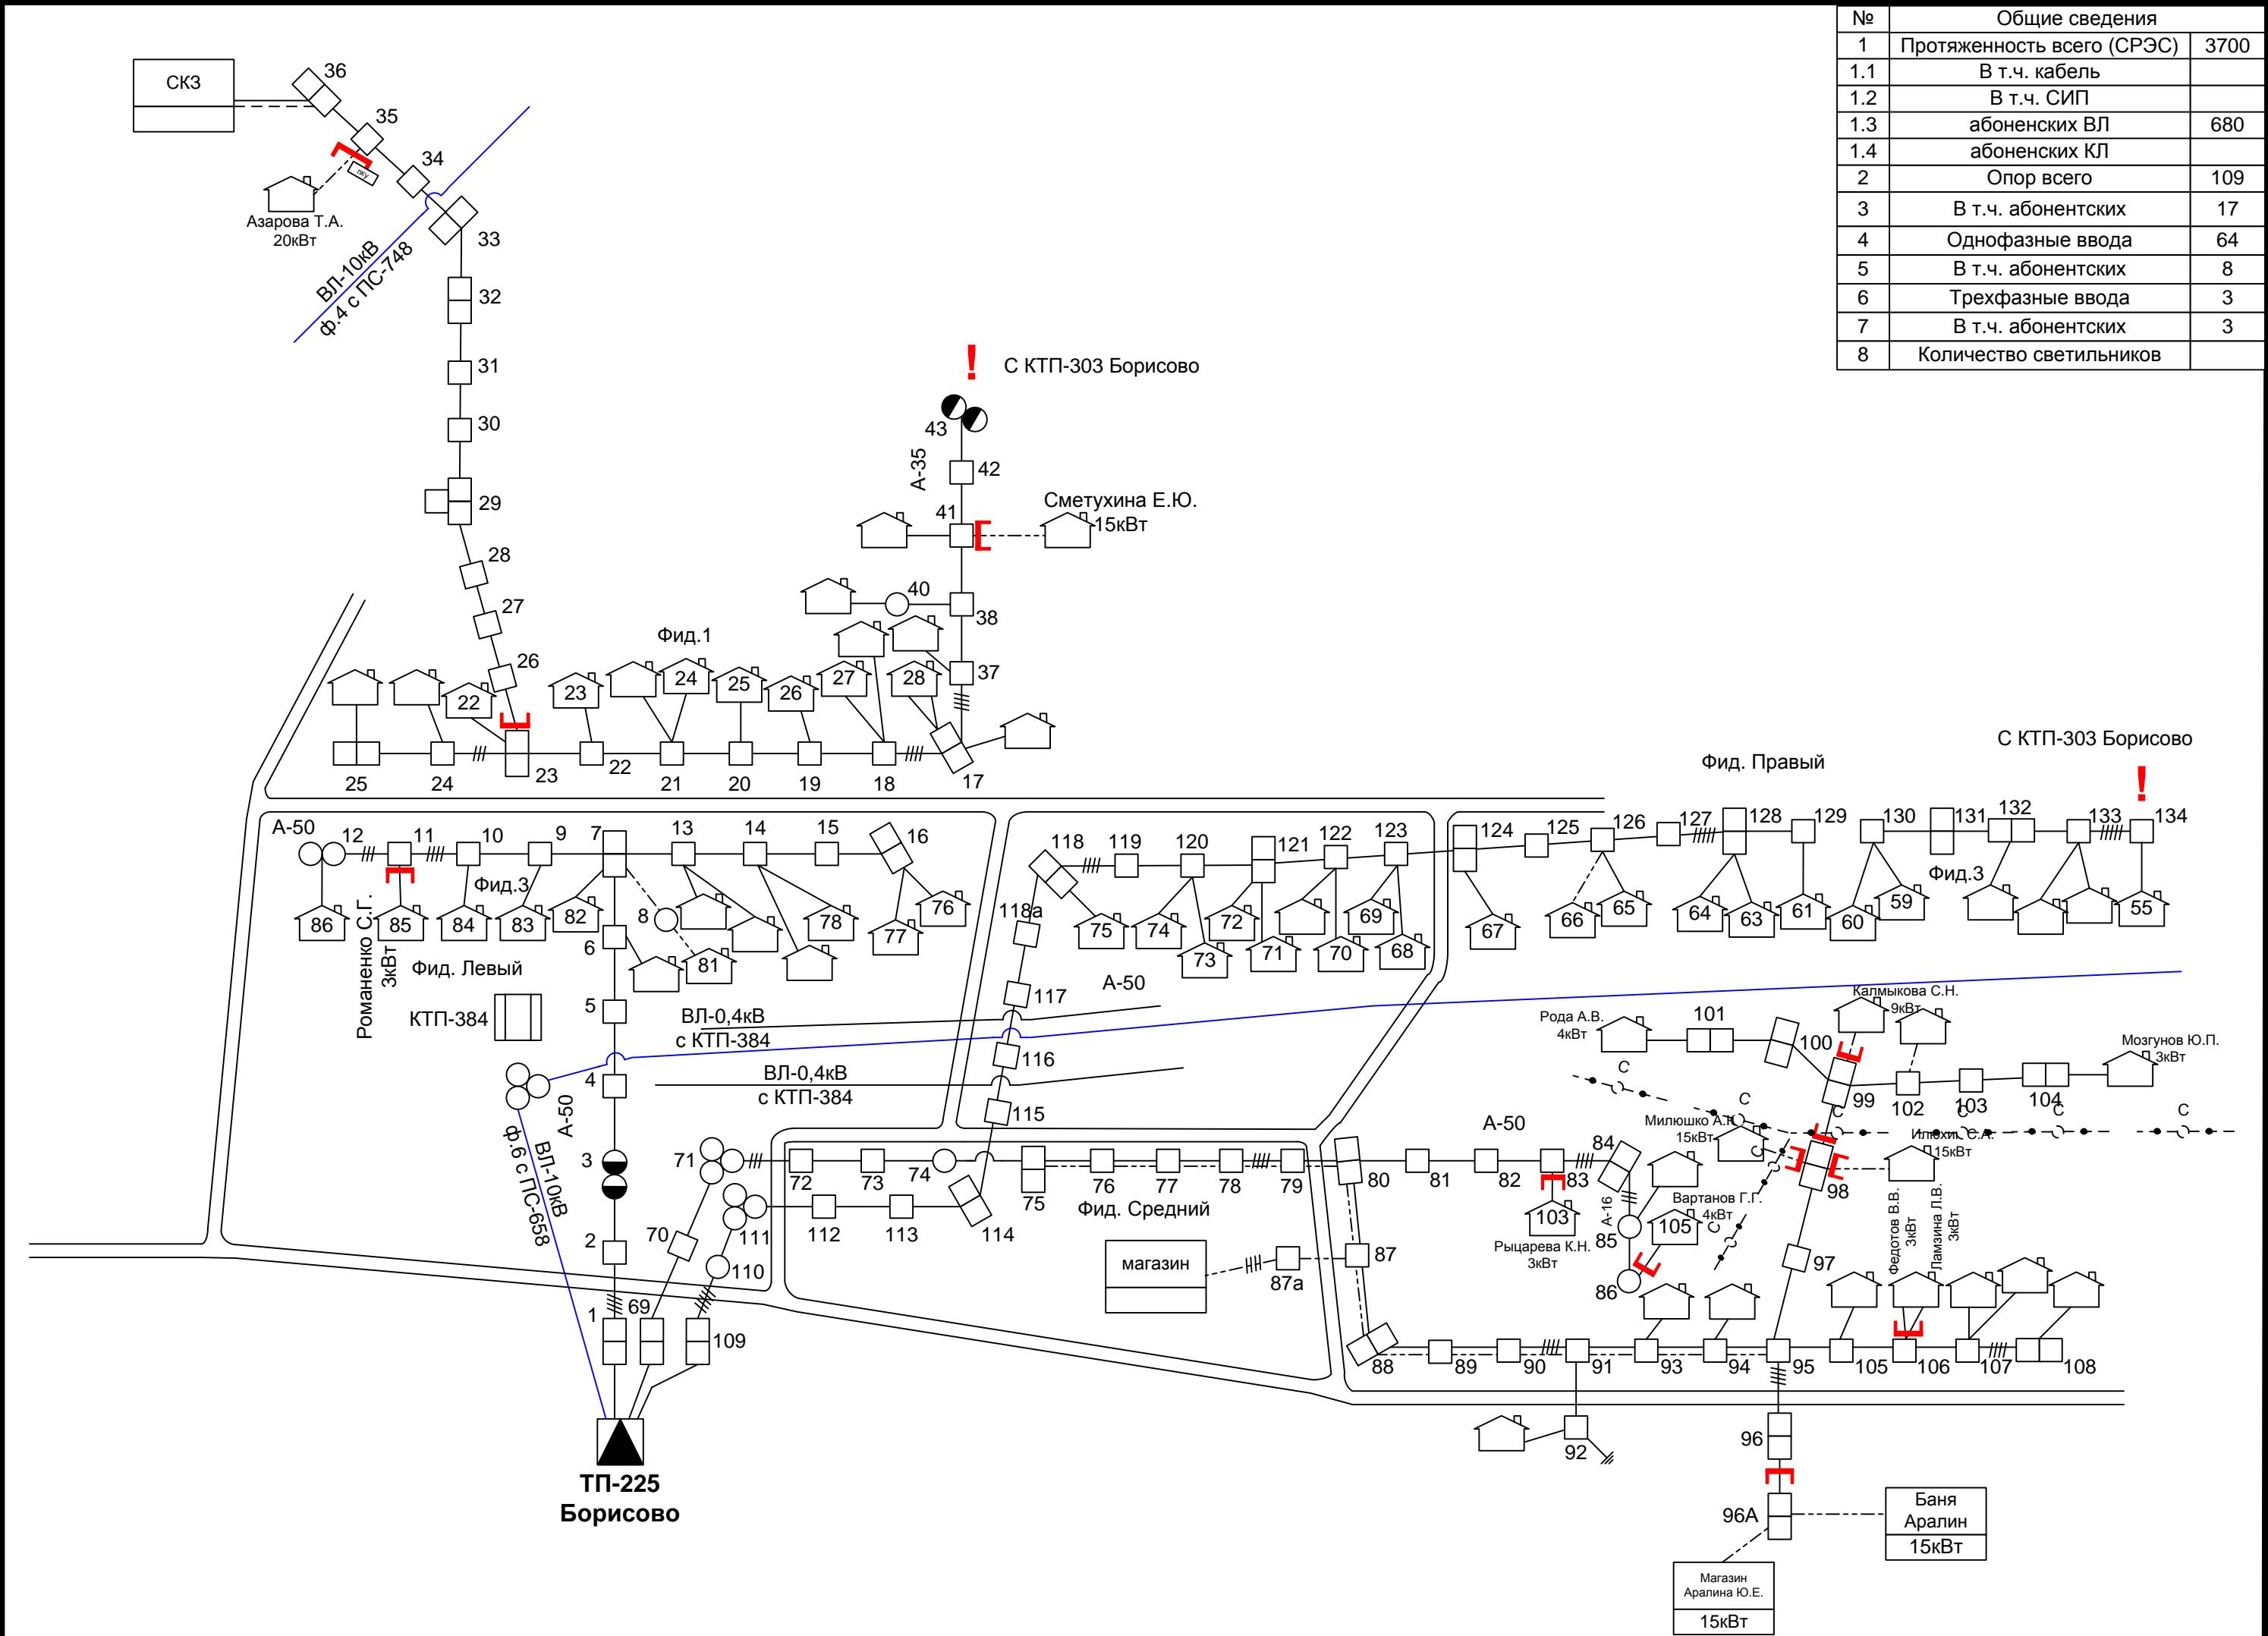 № Общие сведения
1 Протяженность всего (СРЭС) 3700
1.1 В т.ч. кабель
1.2 В т.ч. СИП
1.3 абоненских ВЛ 680
1.4 абоненских КЛ
2 Опор всего 109
3 В т.ч. абонентских 17
4 Однофазные ввода 64
5 В т.ч. абонентских 8
6 Трехфазные ввода 3
7 В т.ч. абонентских 3
8 Количество светильников
СКЗ
36
35
34
ПКУ
Азарова Т.А.
20кВт
33
ВЛ-10кВ
ф.4 с ПС-748
32
31
30
29
28
27
26
! С КТП-303 Борисово
43
А-35
42
41
Сметухина Е.Ю.
15кВт
40
38
37
Фид.1
22 23 24 25 26 27 28
25 24 23 22 21 20 19 18 17
С КТП-303 Борисово
!
Фид. Правый
А-50 12 11 10 9 7 13 14 15 16
118 119 120 121 122 123 124 125 126 127 128 129 130 131 132 133 134
Фид.3
Фид.3
86 85 84 83 82 8 81 78 77 76
118а 75 74 73 72 71 70 69 68 67 66 65 64 63 61 60 59 55
Романенко С.Г.
3кВт
Фид. Левый
6
КТП-384
5
117
А-50
ВЛ-0,4кВ
с КТП-384
116
4
ВЛ-0,4кВ
с КТП-384
115
А-50
ВЛ-10кВ
ф.6 с ПС-658
Рода А.В.
4кВт
101
100
Калмыкова С.Н.
9кВт
Мозгунов Ю.П.
3кВт
99 102 103 104
С С С С С С С С
Милюшко А.Н.
15кВт
Илюхин С.А.
15кВт
98
3
71 72 73 74 75 76 77 78 79 80 81 82 83 84
А-50
Фид. Средний
103
Рыцарева К.Н.
3кВт
А-16
85
86
Вартанов Г.Г.
4кВт
105
2
70
111 112 113 114
110
магазин
87а
87
97
Федотов В.В.
3кВт
Ламзина Л.В.
3кВт
1 69 109
88 89 90 91 93 94 95 105 106 107 108
92
96
ТП-225
Борисово
96А
Баня
Аралин
15кВт
Магазин
Аралина Ю.Е.
15кВт